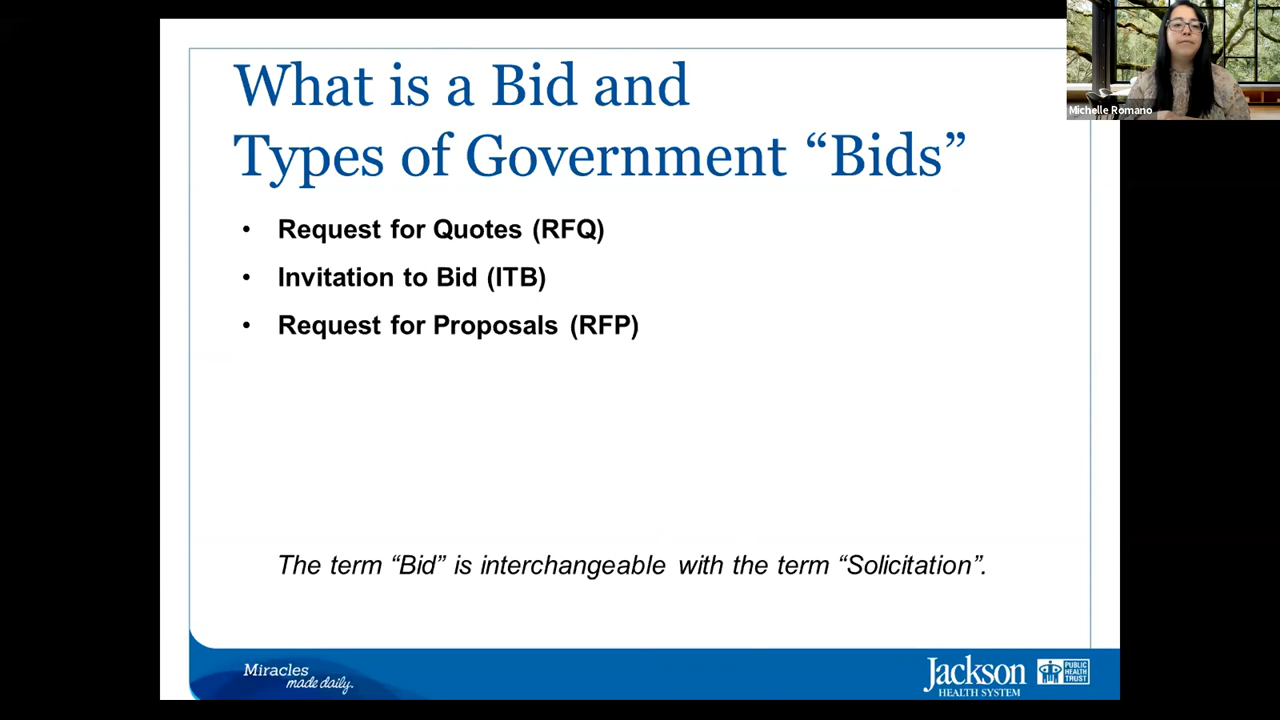 What is a Bid and
Types of Government “Bids”
• Request for Quotes (RFQ)
• Invitation to Bid (ITB)
• Request for Proposals (RFP)
The term “Bid” is interchangeable with the term “Solicitation”.
Miracles
made daily.
Jackson
HEALTH SYSTEM
PUBLIC
HEALTH
TRUST
Michelle Romano